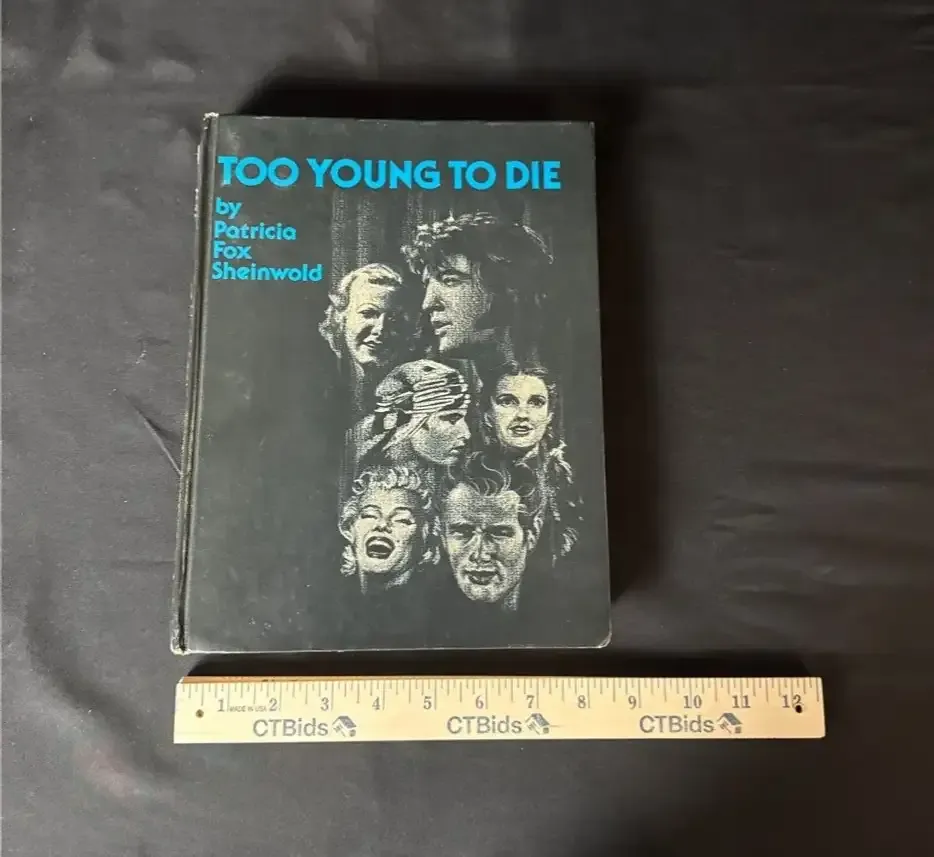 TOO YOUNG TO DIE
by
Patricia
Fox
Sheinwold
1 2 3 4 5 6 7 8 9 10 11 12
MADE IN USA
CTBids CTBids CTBids